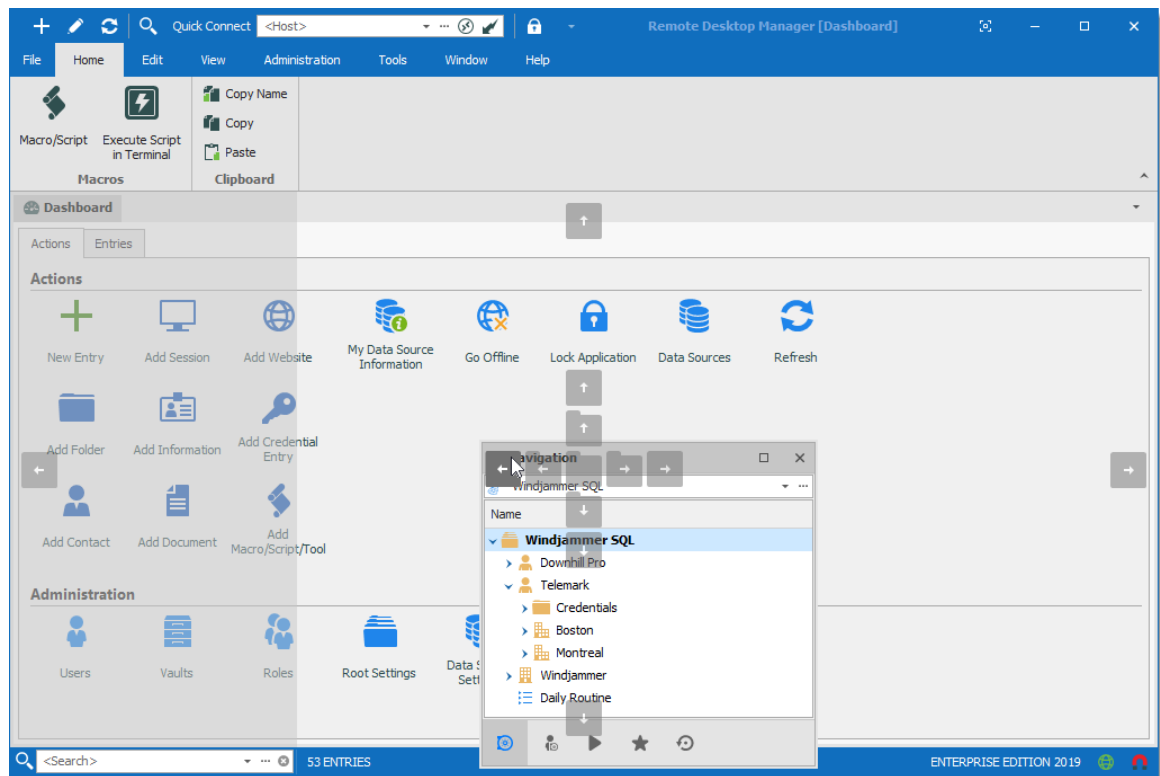 Quick Connect <Host> Remote Desktop Manager [Dashboard]
File Home Edit View Administration Tools Window Help
Copy Name
Copy
Macro/Script Execute Script
in Terminal
Paste
Macros Clipboard
Dashboard
Actions Entries
Actions
New Entry Add Session Add Website My Data Source
Information Go Offline Lock Application Data Sources Refresh
Add Folder Add Information Add Credential
Entry
Add Contact Add Document Add
Macro/Script/Tool
Administration
Users Vaults Roles Root Settings Data
Navigation
Windjammer SQL
Name
Windjammer SQL
Downhill Pro
Telemark
Credentials
Boston
Montreal
Windjammer
Daily Routine
<Search> 53 ENTRIES ENTERPRISE EDITION 2019